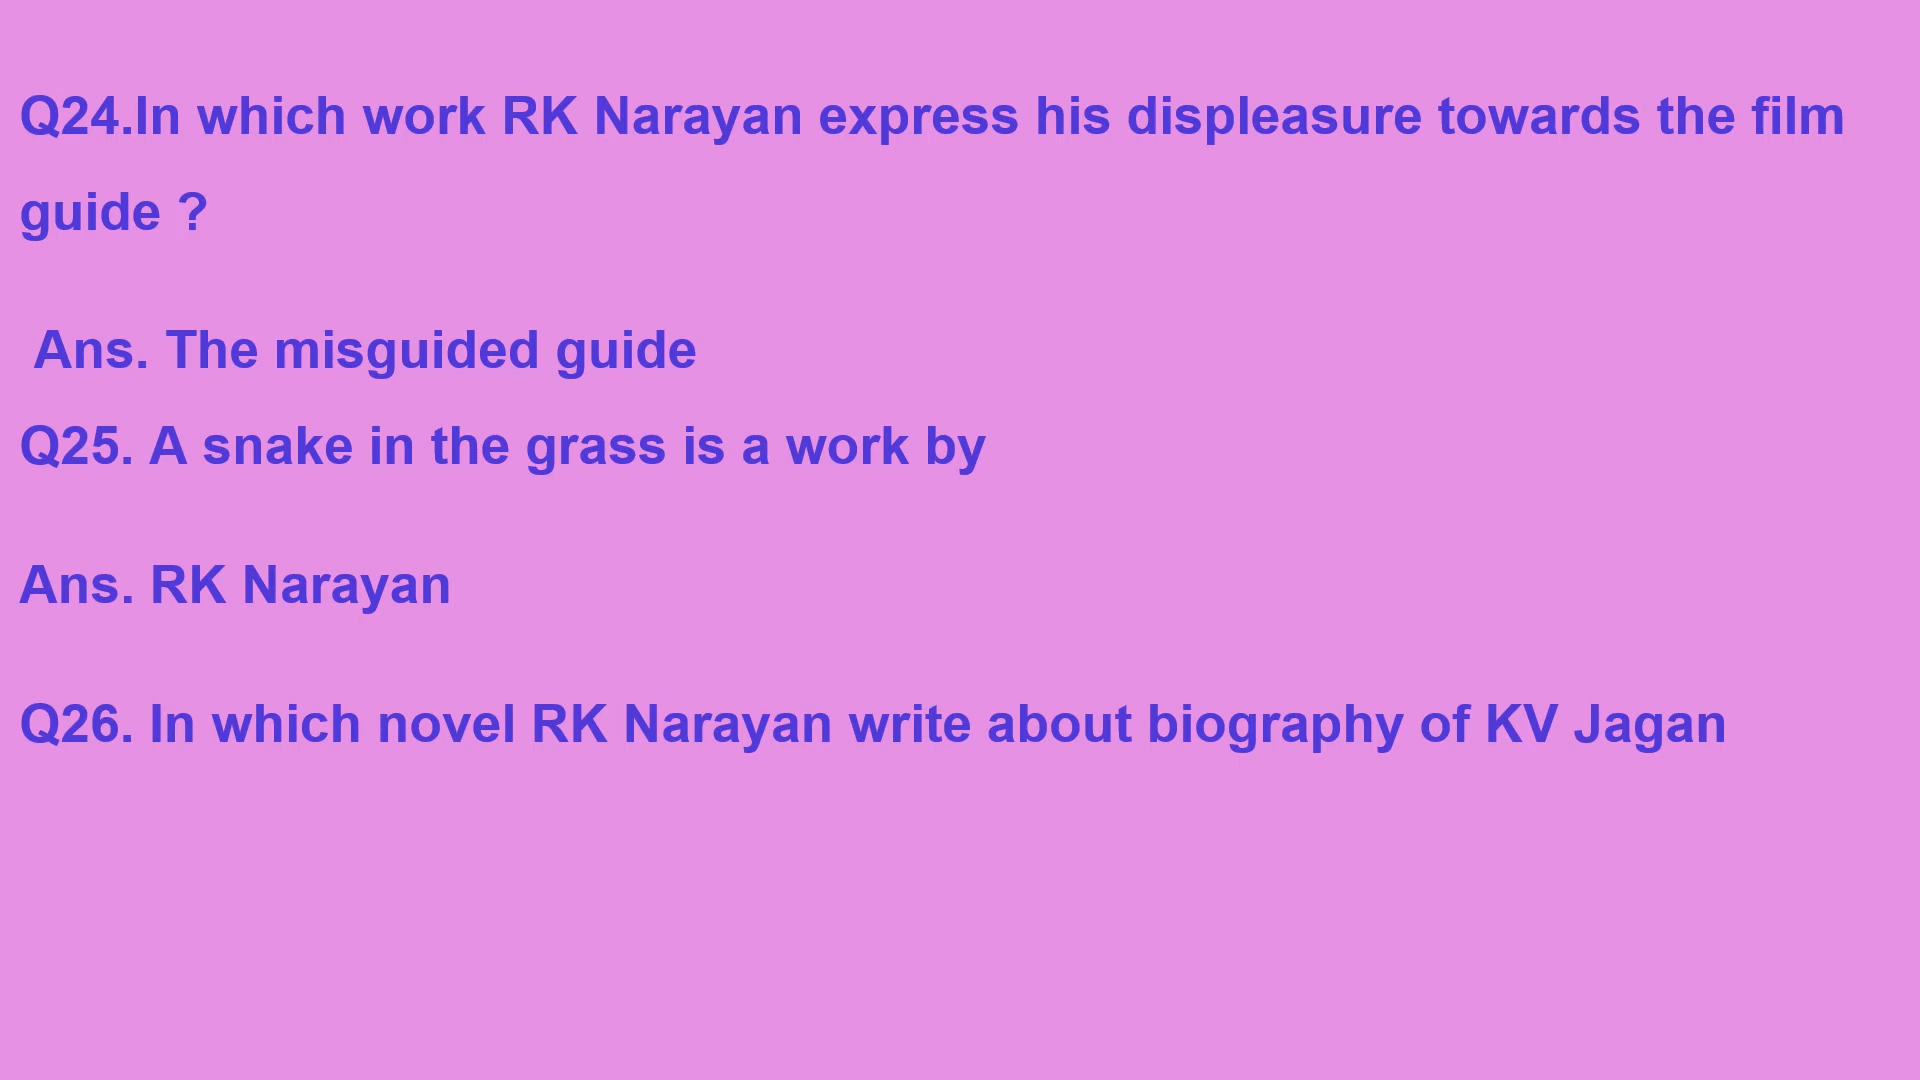 Q24.In which work RK Narayan express his displeasure towards the film
guide ?
Ans. The misguided guide
Q25. A snake in the grass is a work by
Ans. RK Narayan
Q26. In which novel RK Narayan write about biography of KV Jagan